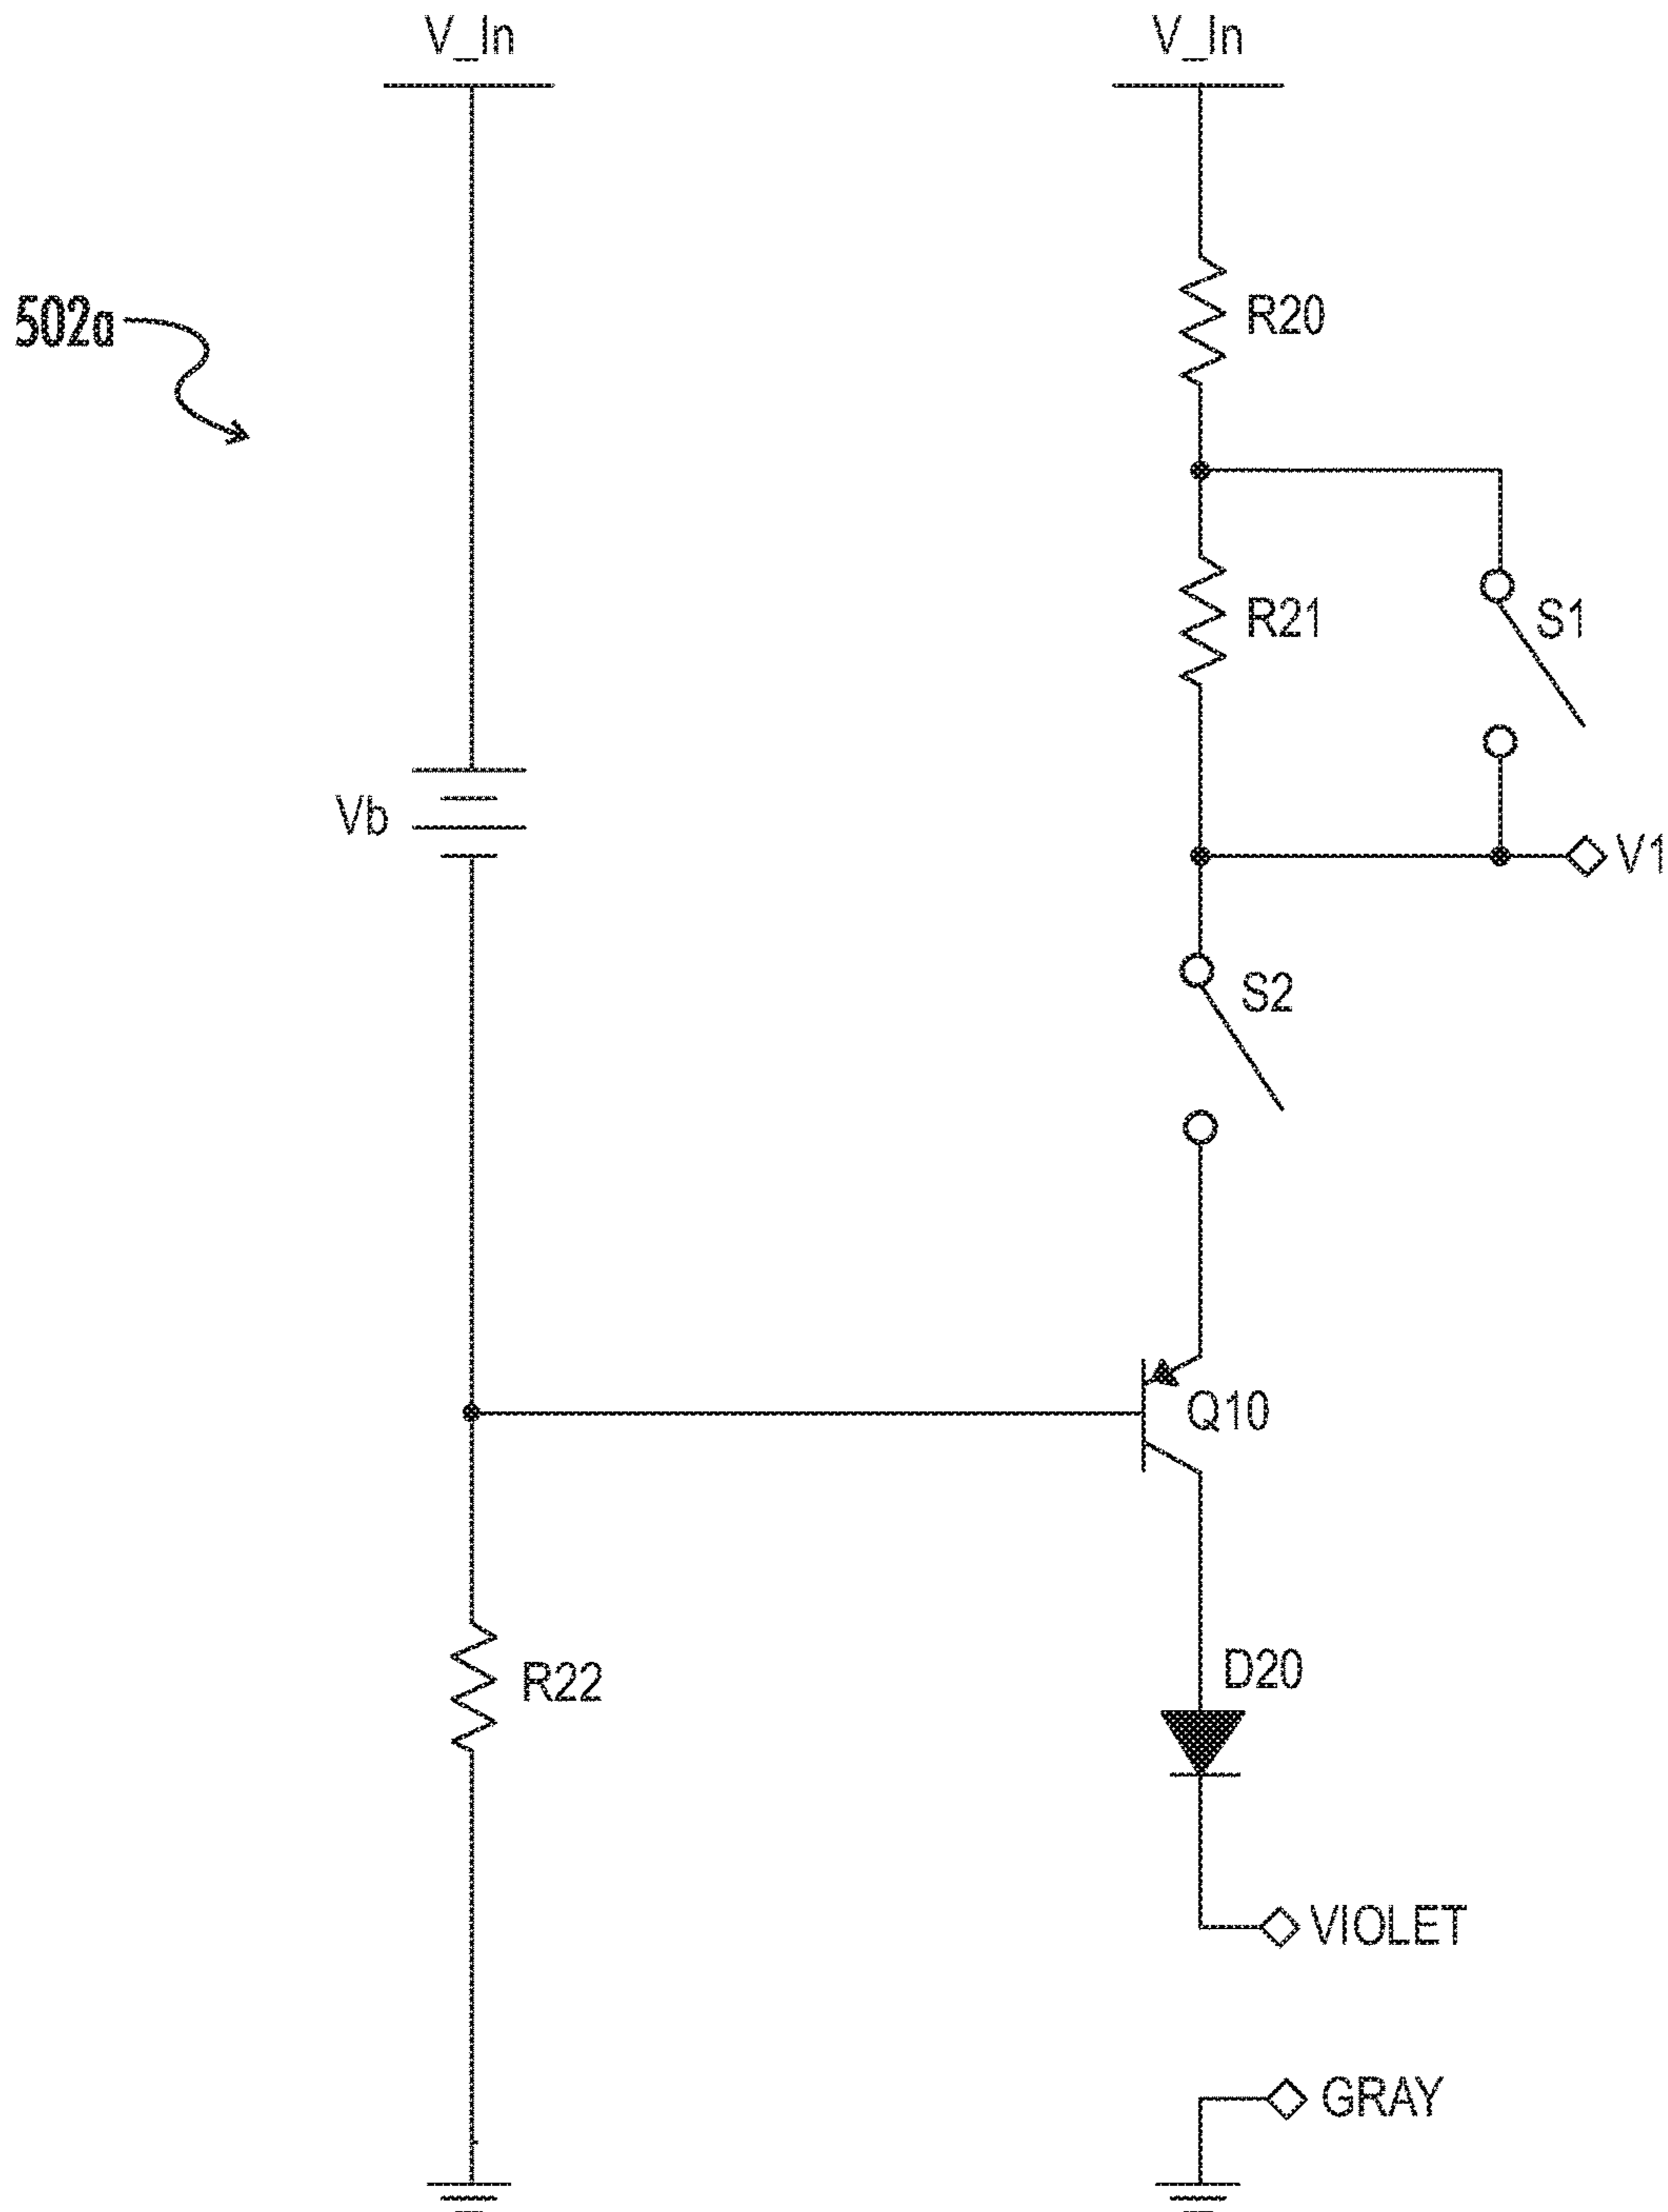 V_In
V_In
502a
R20
R21
S1
Vb
V1
S2
Q10
R22
D20
VIOLET
GRAY